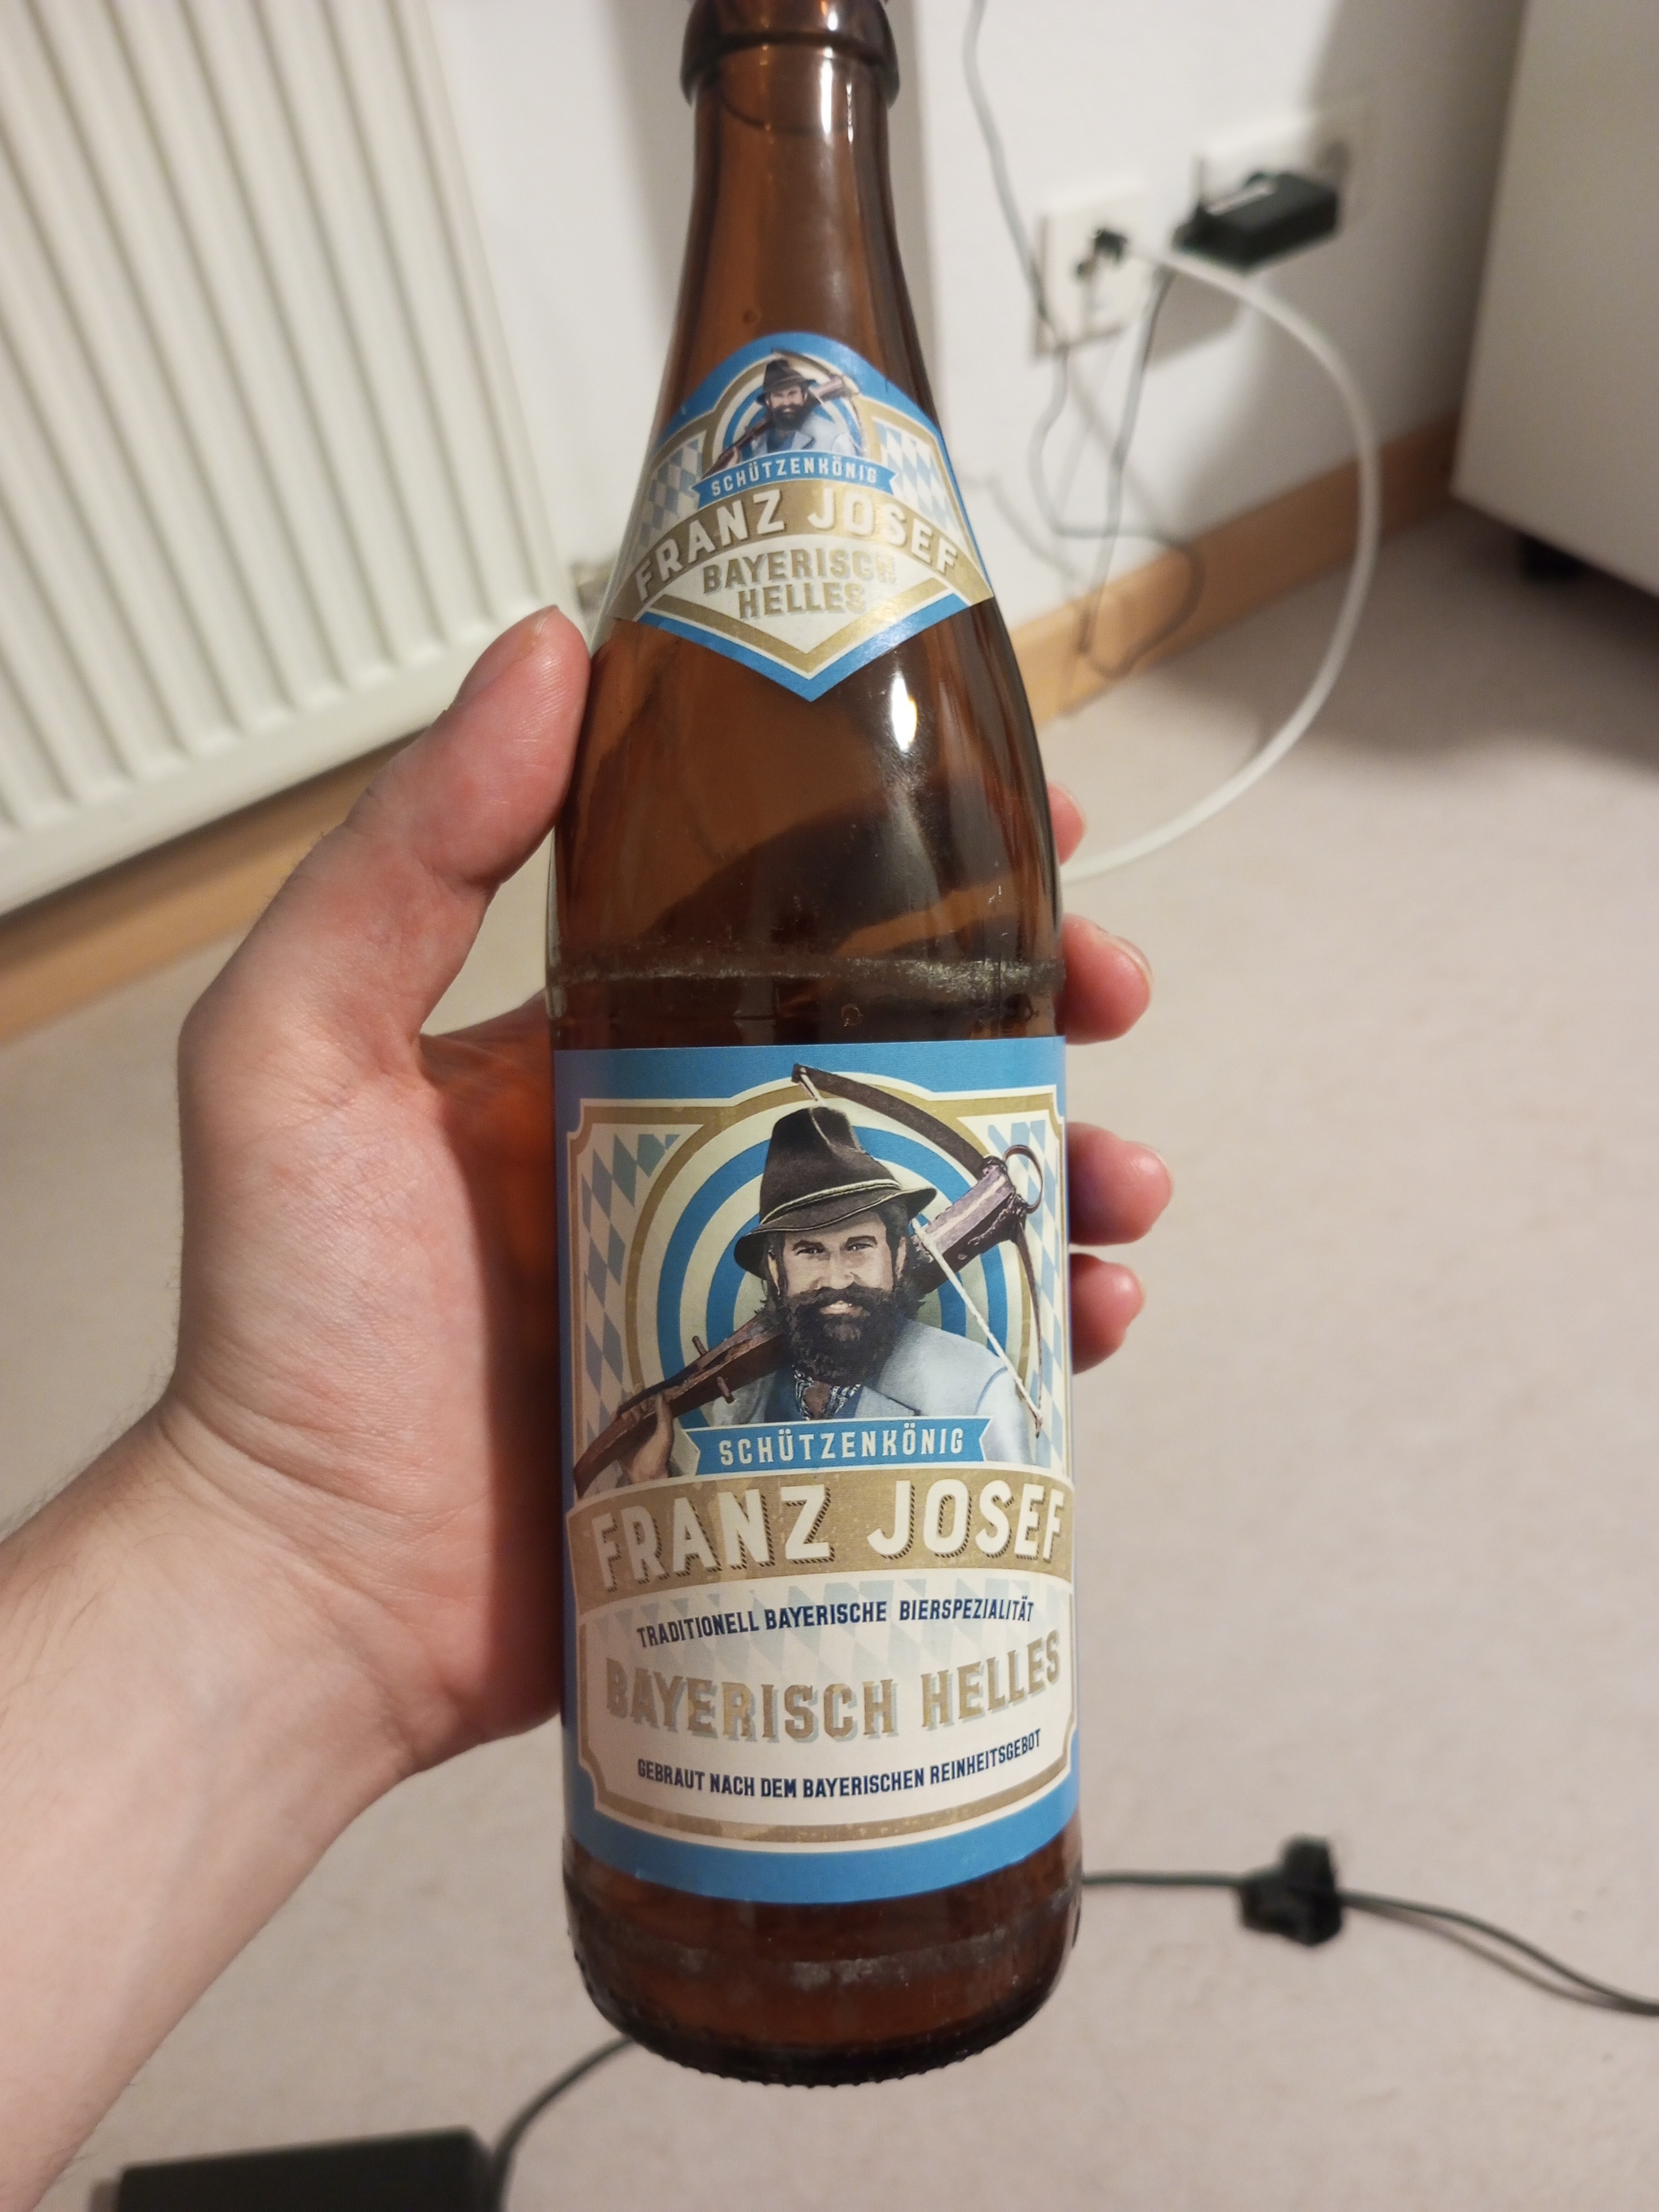 SCHÜTZENKÖNIG
FRANZ JOSEF
BAYERISCH
HELLES
SCHÜTZENKÖNIG
FRANZ JOSEF
TRADITIONELL BAYERISCHE BIERSPEZIALITÄT
BAYERISCH HELLES
GEBRAUT NACH DEM BAYERISCHEN REINHEITSGEBOT